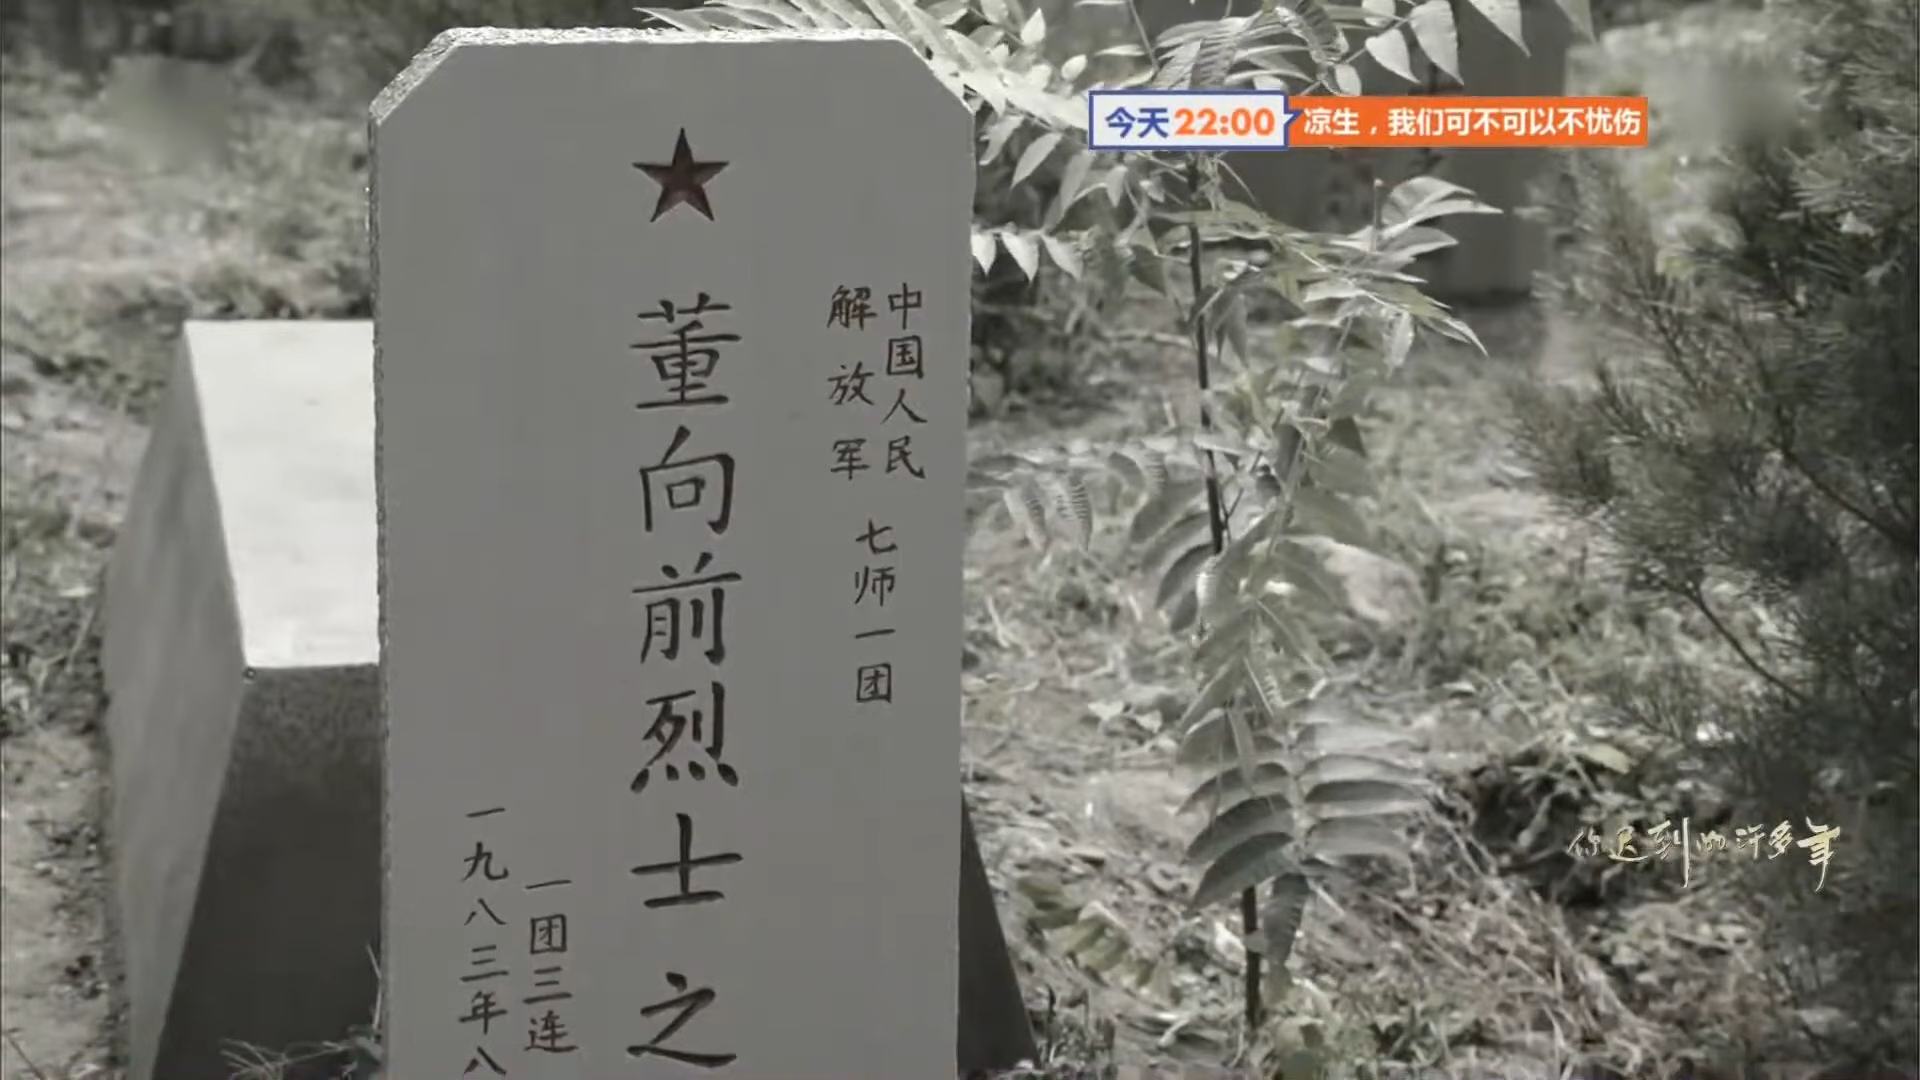 今天22:00 凉生，我们可不可以不忧伤
中国人民
解放军
七师一团
董向前烈士之
一团三连
一九八三年八
你迟到的许多年